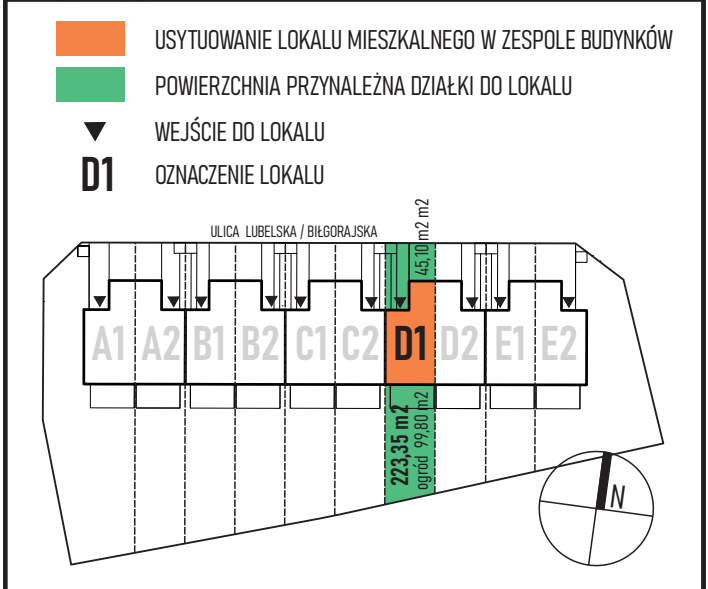 USYTUOWANIE LOKALU MIESZKALNEGO W ZESPOLE BUDYNKÓW
POWIERZCHNIA PRZYNALEŻNA DZIAŁKI DO LOKALU
WEJŚCIE DO LOKALU
D1 OZNACZENIE LOKALU
ULICA LUBELSKA / BIŁGORAJSKA
45,10 m2 m2
A1 A2 B1 B2 C1 C2 D1 D2 E1 E2
223,35 m2
ogród 99,80 m2
N